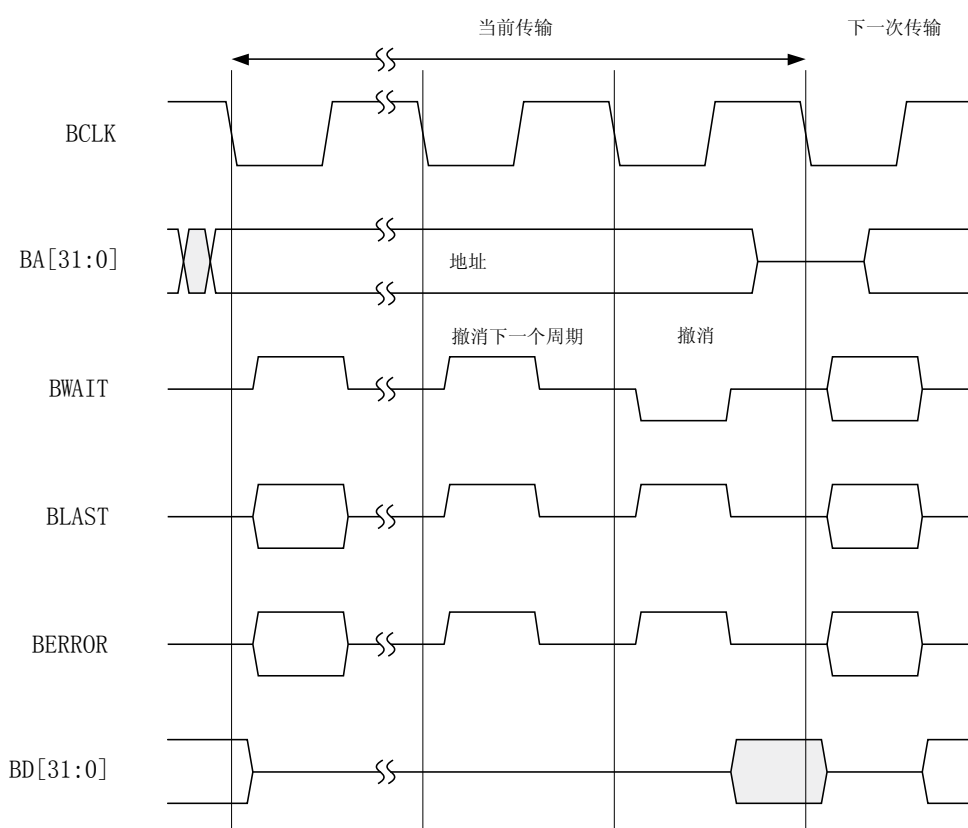 当前传输
下一次传输
BCLK
BA[31:0]
地址
撤消下一个周期
撤消
BWAIT
BLAST
BERROR
BD[31:0]